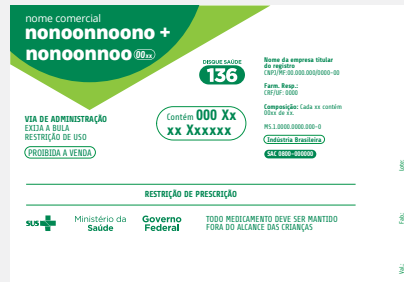 nome comercial
nonoonnoono +
nonoonnoo 00xx
DISQUE SAÚDE
136
Nome da empresa titular
do registro
CNPJ/MF:00.000.000/0000-00
Farm. Resp.:
CRF/UF: 0000
Composição: Cada xx contém
00xx de xx.
MS.1.0000.0000.000-0
Indústria Brasileira
SAC 0800-000000
VIA DE ADMINISTRAÇÃO
EXIJA A BULA
RESTRIÇÃO DE USO
PROIBIDA A VENDA
Contém 000 Xx
xx Xxxxxx
RESTRIÇÃO DE PRESCRIÇÃO
SUS
Ministério da
Saúde
Governo
Federal
TODO MEDICAMENTO DEVE SER MANTIDO
FORA DO ALCANCE DAS CRIANÇAS
Lote:
Fab.:
Val.: